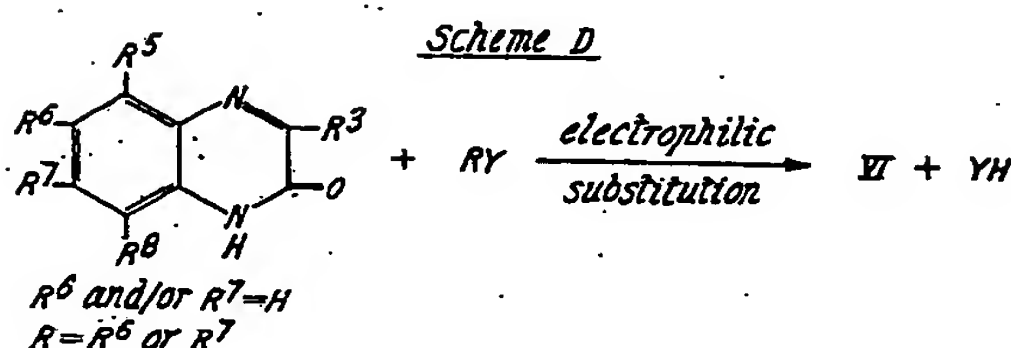 Scheme D
R5
R6
N
R3
R7
O
N
H
R8
+ RY electrophilic substitution VI + YH
R6 and/or R7=H
R=R6 or R7